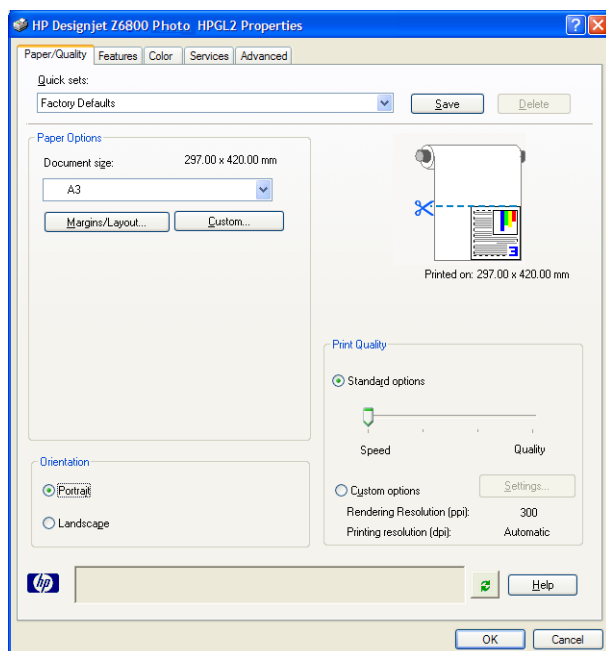 HP Designjet Z6800 Photo HPGL2 Properties
Paper/Quality Features Color Services Advanced
Quick sets:
Factory Defaults Save Delete
Paper Options
Document size: 297.00 x 420.00 mm
A3
Margins/Layout... Custom...
3
Printed on: 297.00 x 420.00 mm
Print Quality
Standard options
Speed Quality
Custom options Settings...
Rendering Resolution (ppi): 300
Printing resolution (dpi): Automatic
Orientation
Portrait
Landscape
hp Help
OK Cancel